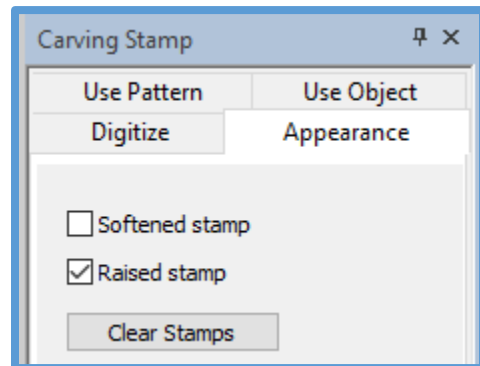 Carving Stamp
Use Pattern Use Object
Digitize Appearance
Softened stamp
Raised stamp
Clear Stamps